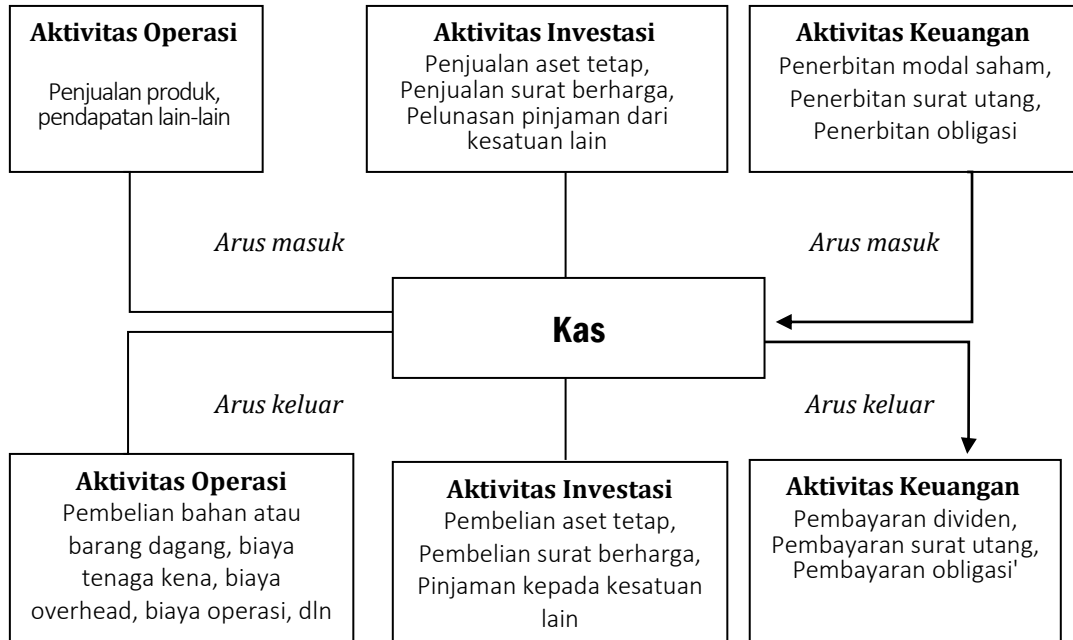 Aktivitas Operasi
Penjualan produk,
pendapatan lain-lain
Aktivitas Investasi
Penjualan aset tetap,
Penjualan surat berharga,
Pelunasan pinjaman dari
kesatuan lain
Aktivitas Keuangan
Penerbitan modal saham,
Penerbitan surat utang,
Penerbitan obligasi
Arus masuk
Arus masuk
Kas
Arus keluar
Arus keluar
Aktivitas Operasi
Pembelian bahan atau
barang dagang, biaya
tenaga kena, biaya
overhead, biaya operasi, dln
Aktivitas Investasi
Pembelian aset tetap,
Pembelian surat berharga,
Pinjaman kepada kesatuan
lain
Aktivitas Keuangan
Pembayaran dividen,
Pembayaran surat utang,
Pembayaran obligasi'